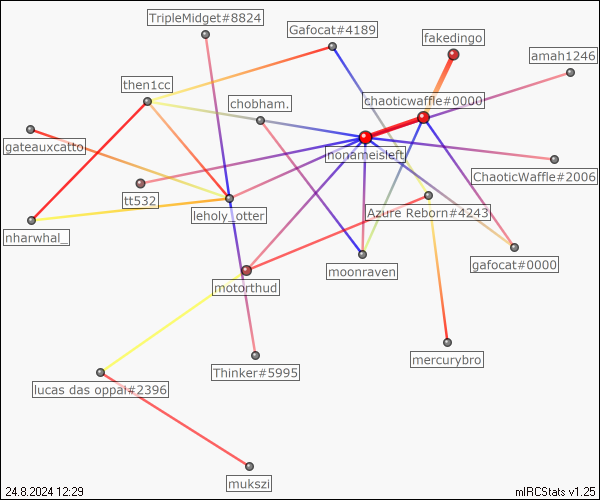 TripleMidget#8824
Gafocat#4189
fakedingo
amah1246
then1cc
chobham.
chaoticwaffle#0000
gateauxcatto
nonameisleft
ChaoticWaffle#2006
tt532
leholy_otter
Azure Reborn#4243
nharwhal_
moonraven
gafocat#0000
motorthud
Thinker#5995
mercurybro
lucas das oppai#2396
mukszi
24.8.2024 12:29
mIRCStats v1.25